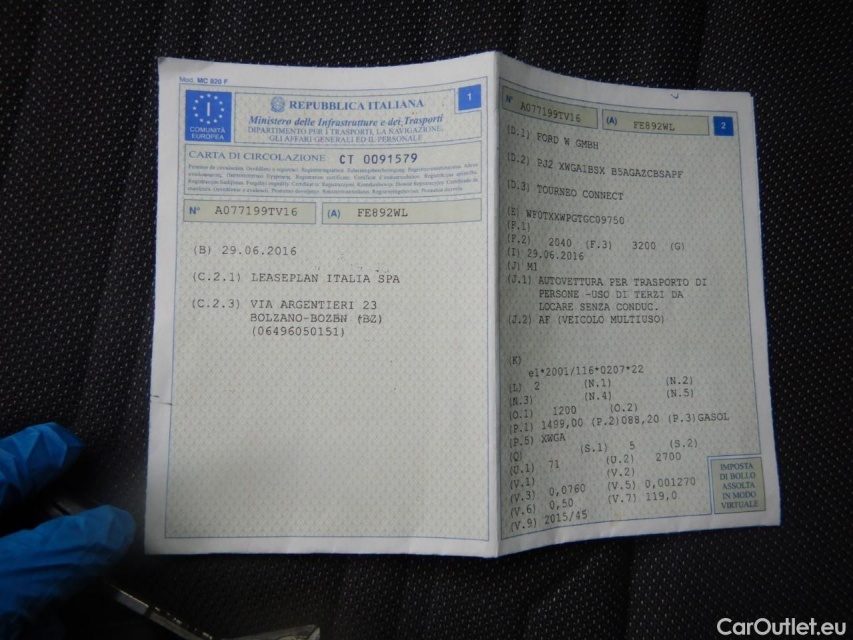 Mod. MC 820 F
I
COMUNITÀ
EUROPEA
REPUBBLICA ITALIANA
1
Ministero delle Infrastrutture e dei Trasporti
DIPARTIMENTO PER I TRASPORTI, LA NAVIGAZIONE,
GLI AFFARI GENERALI ED IL PERSONALE
CARTA DI CIRCOLAZIONE CT 0091579
N° A077199TV16 (A) FE892WL
(B) 29.06.2016
(C.2.1) LEASEPLAN ITALIA SPA
(C.2.3) VIA ARGENTIERI 23
BOLZANO-BOZEN (BZ)
(06496050151)
N° A077199TV16 (A) FE892WL 2
(D.1) FORD W GMBH
(D.2) PJ2 XWGA1BSX B5AGAZCBSAPF
(D.3) TOURNEO CONNECT
(E) WF0TXXWPGTGC09750
(F.1)
(F.2) 2040 (F.3) 3200 (G)
(I) 29.06.2016
(J) M1
(J.1) AUTOVETTURA PER TRASPORTO DI
PERSONE -USO DI TERZI DA
LOCARE SENZA CONDUC.
(J.2) AF (VEICOLO MULTIUSO)
(K)
e1*2001/116*0207*22
(L) 2 (N.1) (N.2)
(N.3) (N.4) (N.5)
(O.1) 1200 (O.2)
(P.1) 1499,00 (P.2)088,20 (P.3)GASOL
(P.5) XWGA
(Q) (S.1) 5 (S.2)
(U.1) 71 (U.2) 2700
(V.1) (V.2)
(V.3) 0,0760 (V.5) 0,001270
(V.6) 0,50 (V.7) 119,0
(V.9) 2015/45
IMPOSTA
DI BOLLO
ASSOLTA
IN MODO
VIRTUALE
CarOutlet.eu